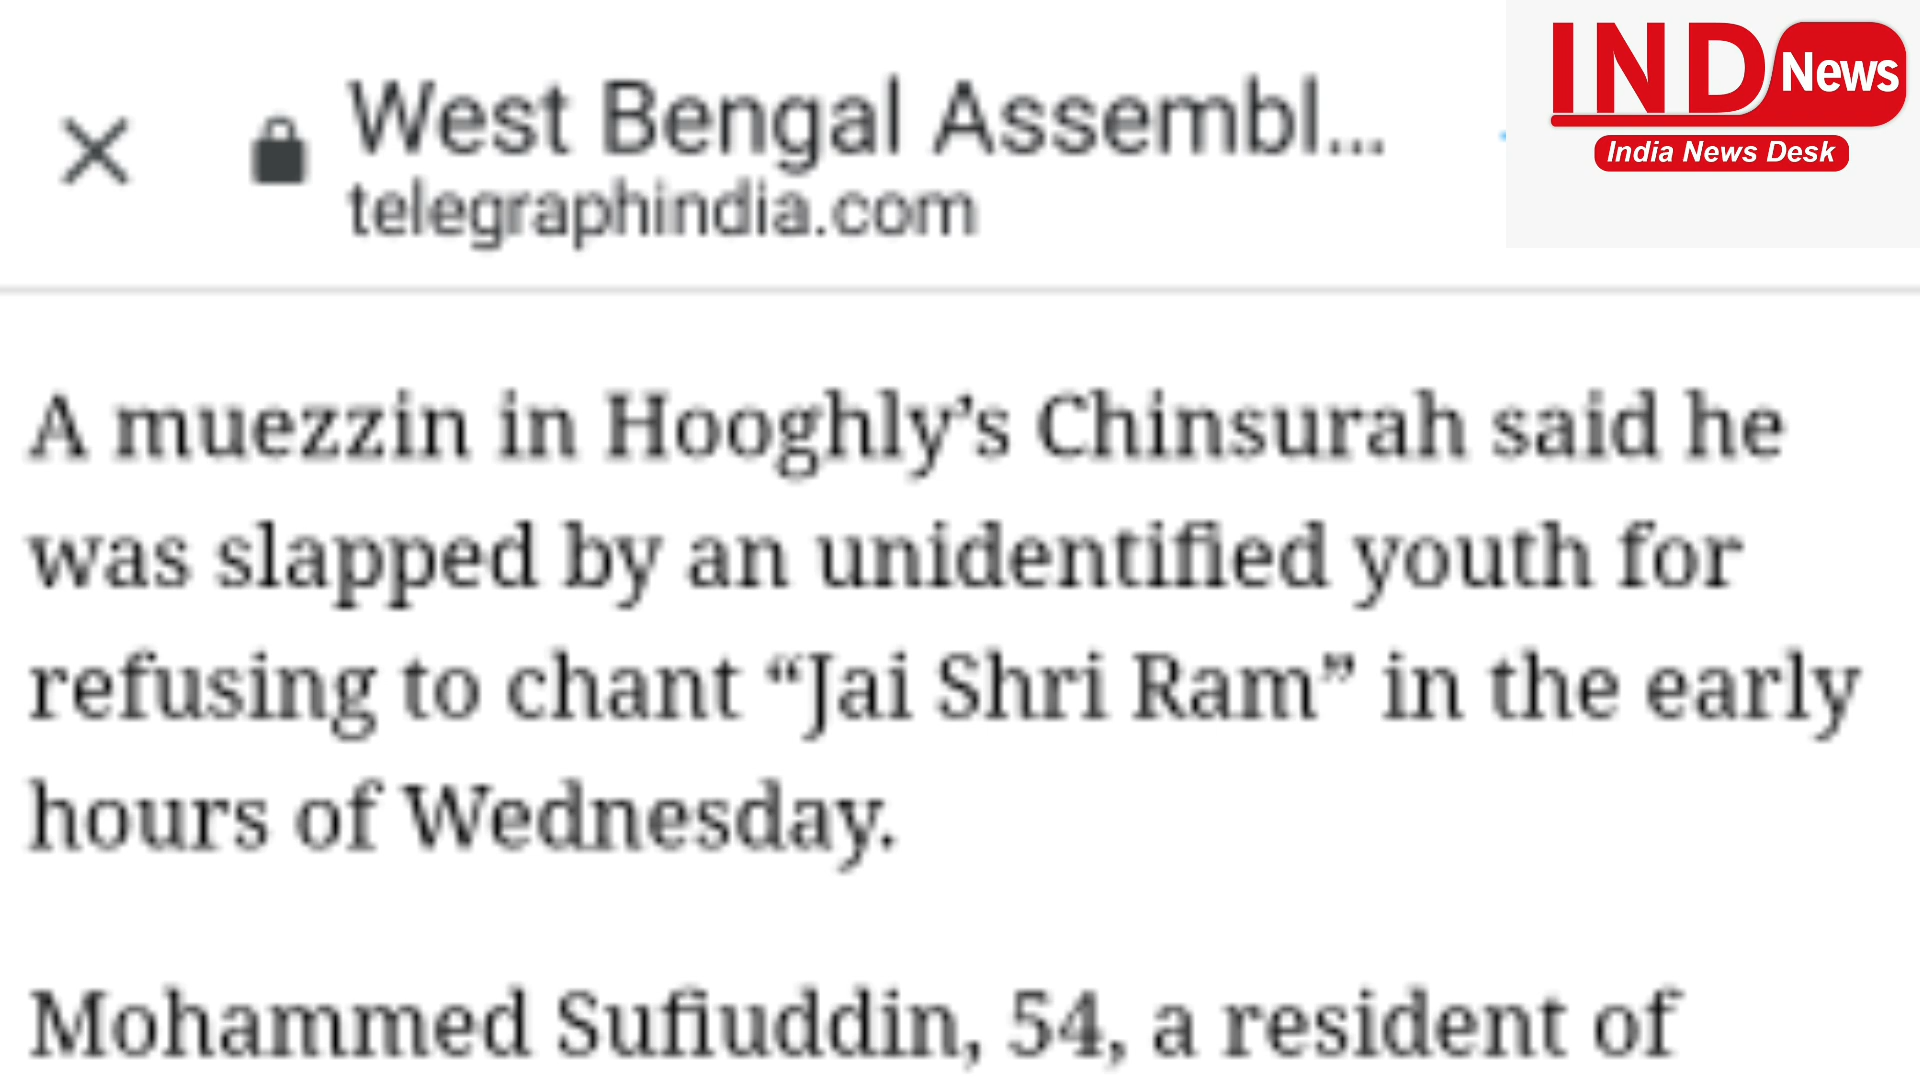 West Bengal Assembl...
telegraphindia.com
IND News
India News Desk
A muezzin in Hooghly’s Chinsurah said he
was slapped by an unidentified youth for
refusing to chant “Jai Shri Ram” in the early
hours of Wednesday.
Mohammed Sufiuddin, 54, a resident of